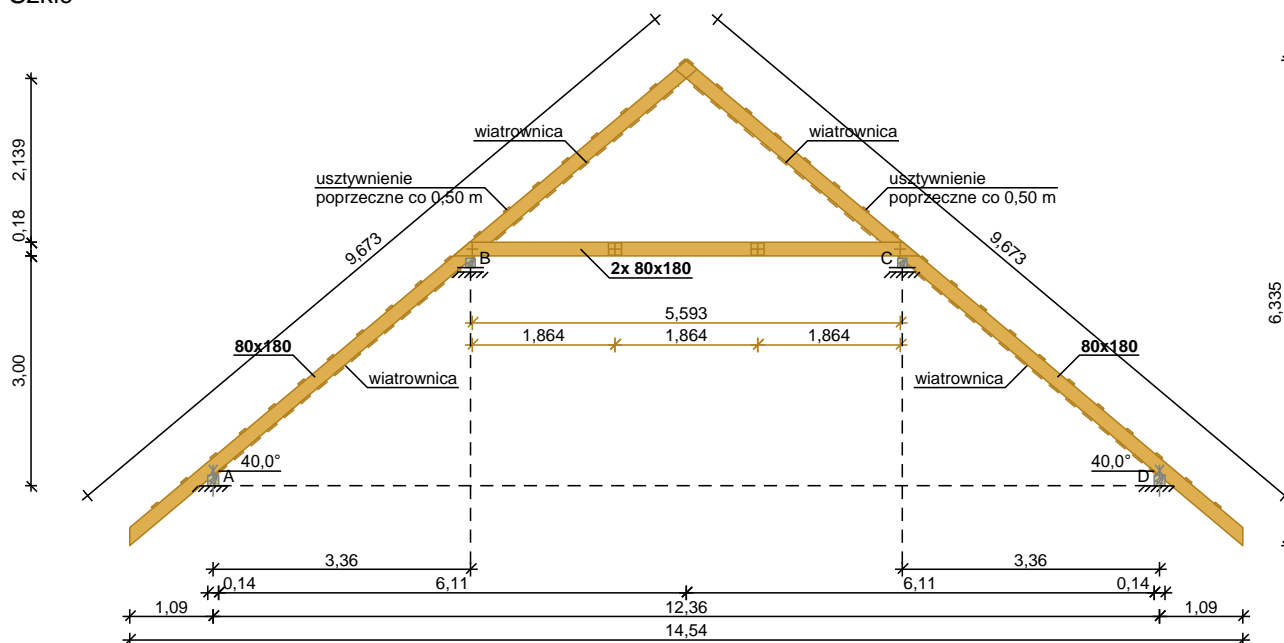 wiatrownica
wiatrownica
2,139
usztywnienie
poprzeczne co 0,50 m
usztywnienie
poprzeczne co 0,50 m
0,18
9,673
9,673
B
C
2x 80x180
6,335
5,593
1,864
1,864
1,864
80x180
80x180
3,00
wiatrownica
wiatrownica
40,0°
A
40,0°
D
3,36
3,36
0,14
6,11
6,11
0,14
1,09
12,36
1,09
14,54